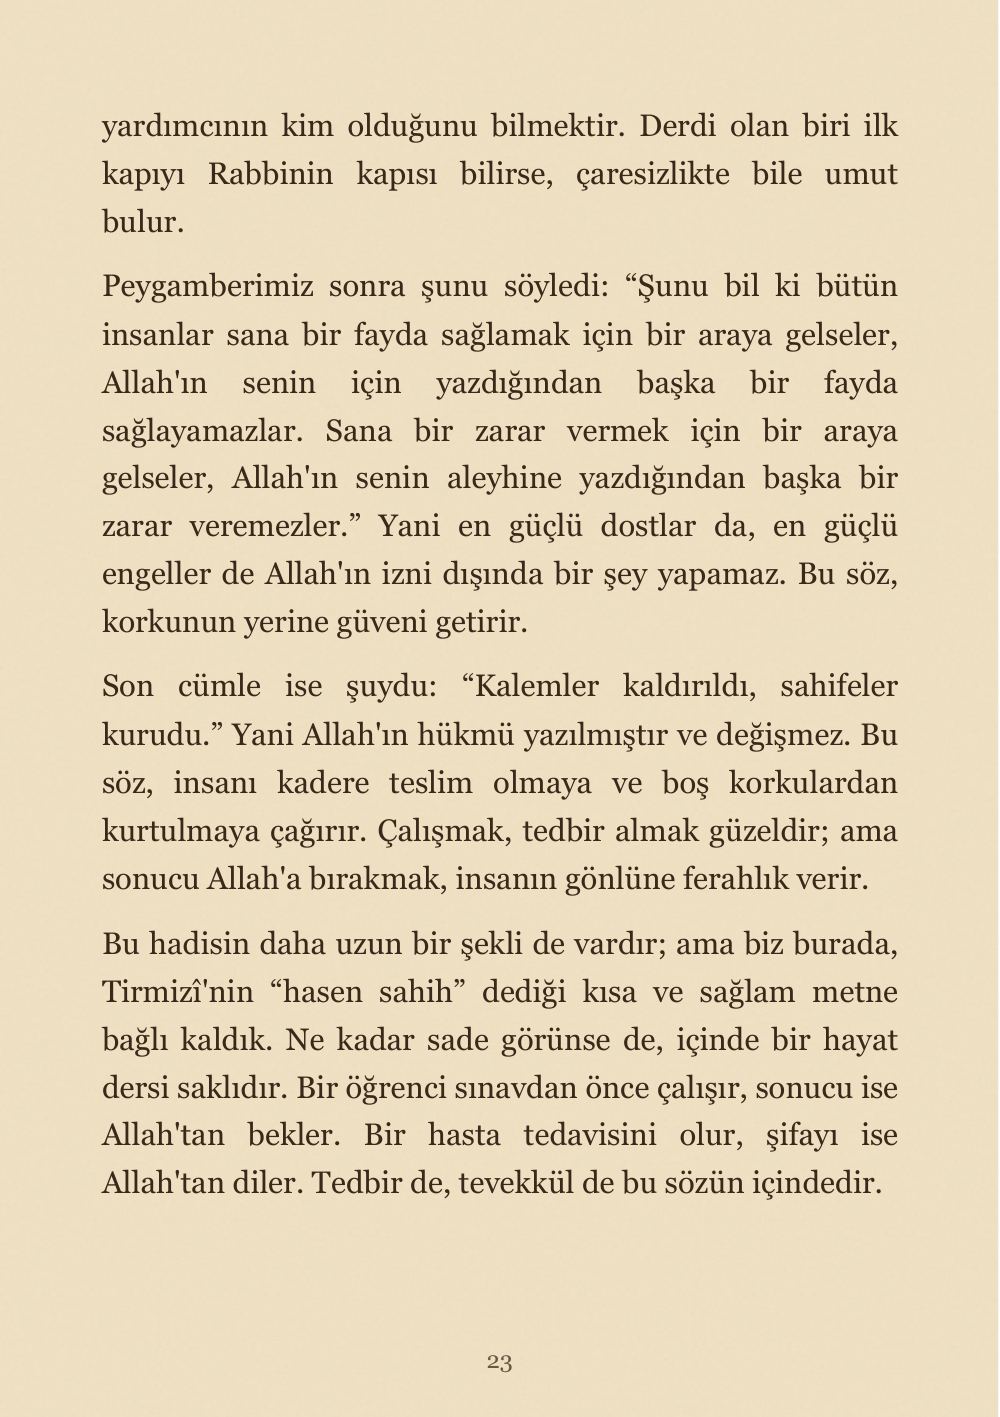 yardımcının kim olduğunu bilmektir. Derdi olan biri ilk
kapıyı Rabbinin kapısı bilirse, çaresizlikte bile umut
bulur.
Peygamberimiz sonra şunu söyledi: “Şunu bil ki bütün
insanlar sana bir fayda sağlamak için bir araya gelseler,
Allah'ın senin için yazdığından başka bir fayda
sağlayamazlar. Sana bir zarar vermek için bir araya
gelseler, Allah'ın senin aleyhine yazdığından başka bir
zarar veremezler.” Yani en güçlü dostlar da, en güçlü
engeller de Allah'ın izni dışında bir şey yapamaz. Bu söz,
korkunun yerine güveni getirir.
Son cümle ise şuydu: “Kalemler kaldırıldı, sahifeler
kurudu.” Yani Allah'ın hükmü yazılmıştır ve değişmez. Bu
söz, insanı kadere teslim olmaya ve boş korkulardan
kurtulmaya çağırır. Çalışmak, tedbir almak güzeldir; ama
sonucu Allah'a bırakmak, insanın gönlüne ferahlık verir.
Bu hadisin daha uzun bir şekli de vardır; ama biz burada,
Tirmizî'nin “hasen sahih” dediği kısa ve sağlam metne
bağlı kaldık. Ne kadar sade görünse de, içinde bir hayat
dersi saklıdır. Bir öğrenci sınavdan önce çalışır, sonucu ise
Allah'tan bekler. Bir hasta tedavisini olur, şifayı ise
Allah'tan diler. Tedbir de, tevekkül de bu sözün içindedir.
23